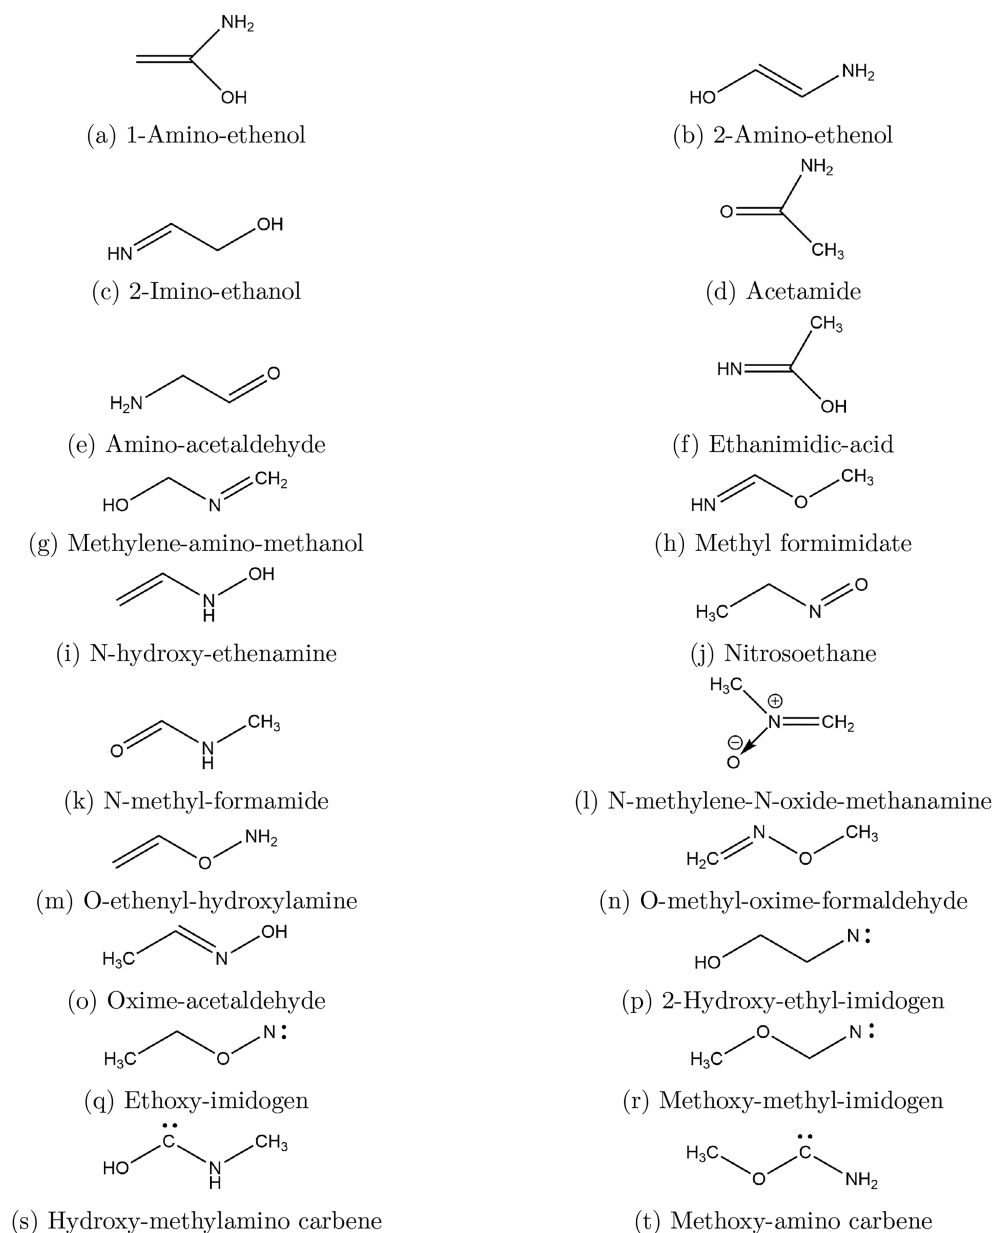 NH₂
OH
(a) 1-Amino-ethenol
HO NH₂
(b) 2-Amino-ethenol
HN OH
(c) 2-Imino-ethanol
NH₂
O
CH₃
(d) Acetamide
H₂N O
(e) Amino-acetaldehyde
CH₃
HN
OH
(f) Ethanimidic-acid
HO N CH₂
(g) Methylene-amino-methanol
HN O CH₃
(h) Methyl formimidate
OH
N
H
(i) N-hydroxy-ethenamine
H₃C N O
(j) Nitrosoethane
O N CH₃
H
(k) N-methyl-formamide
H₃C
⊕
N CH₂
⊖
O
(l) N-methylene-N-oxide-methanamine
O NH₂
(m) O-ethenyl-hydroxylamine
H₂C N O CH₃
(n) O-methyl-oxime-formaldehyde
H₃C N OH
(o) Oxime-acetaldehyde
HO N:
(p) 2-Hydroxy-ethyl-imidogen
H₃C O N:
(q) Ethoxy-imidogen
H₃C O N:
(r) Methoxy-methyl-imidogen
••
HO C N CH₃
H
(s) Hydroxy-methylamino carbene
••
H₃C O C NH₂
(t) Methoxy-amino carbene